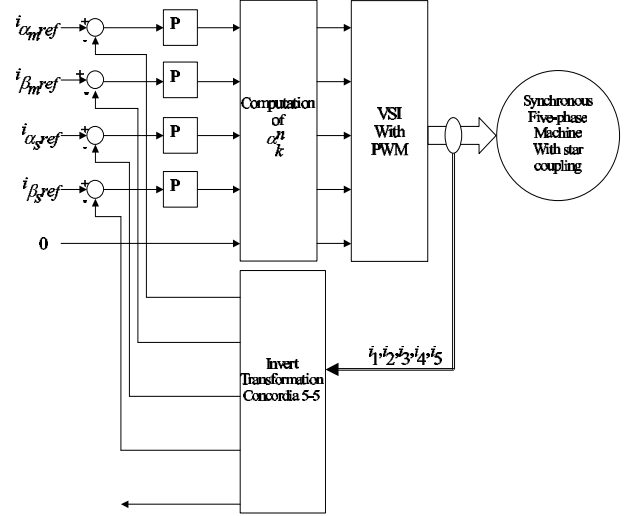 iαmref
+
-
P
iβmref
+
-
P
iαsref
+
-
P
iβsref
+
-
P
0
Computation
of
αnk
VSI
With
PWM
Synchronous
Five-phase
Machine
With star
coupling
i1,i2,i3,i4,i5
Invert
Transformation
Concordia 5-5